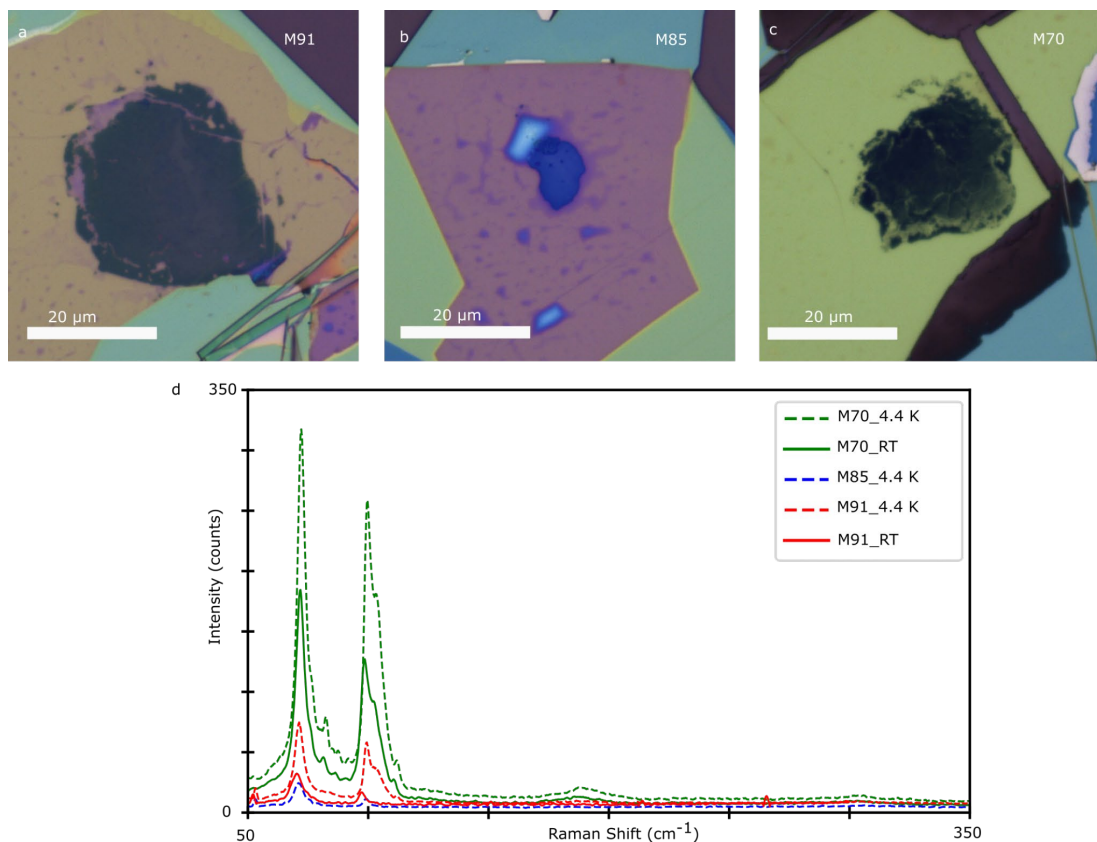 a
M91
20 µm
b
M85
20 µm
c
M70
20 µm
d
350
Intensity (counts)
0
50
Raman Shift (cm⁻¹)
350
M70_4.4 K
M70_RT
M85_4.4 K
M91_4.4 K
M91_RT